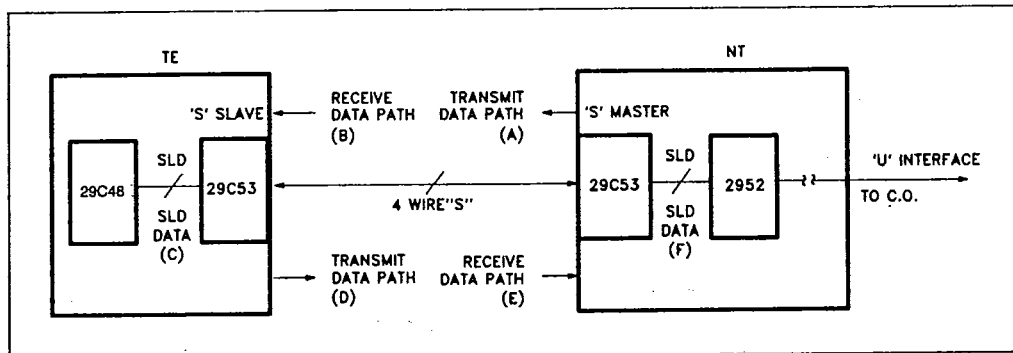 TE
NT
'S' SLAVE
RECEIVE
DATA PATH
(B)
TRANSMIT
DATA PATH
(A)
'S' MASTER
29C48
SLD
SLD
DATA
(C)
29C53
4 WIRE"S"
29C53
SLD
SLD
DATA
(F)
2952
'U' INTERFACE
TO C.O.
TRANSMIT
DATA PATH
(D)
RECEIVE
DATA PATH
(E)